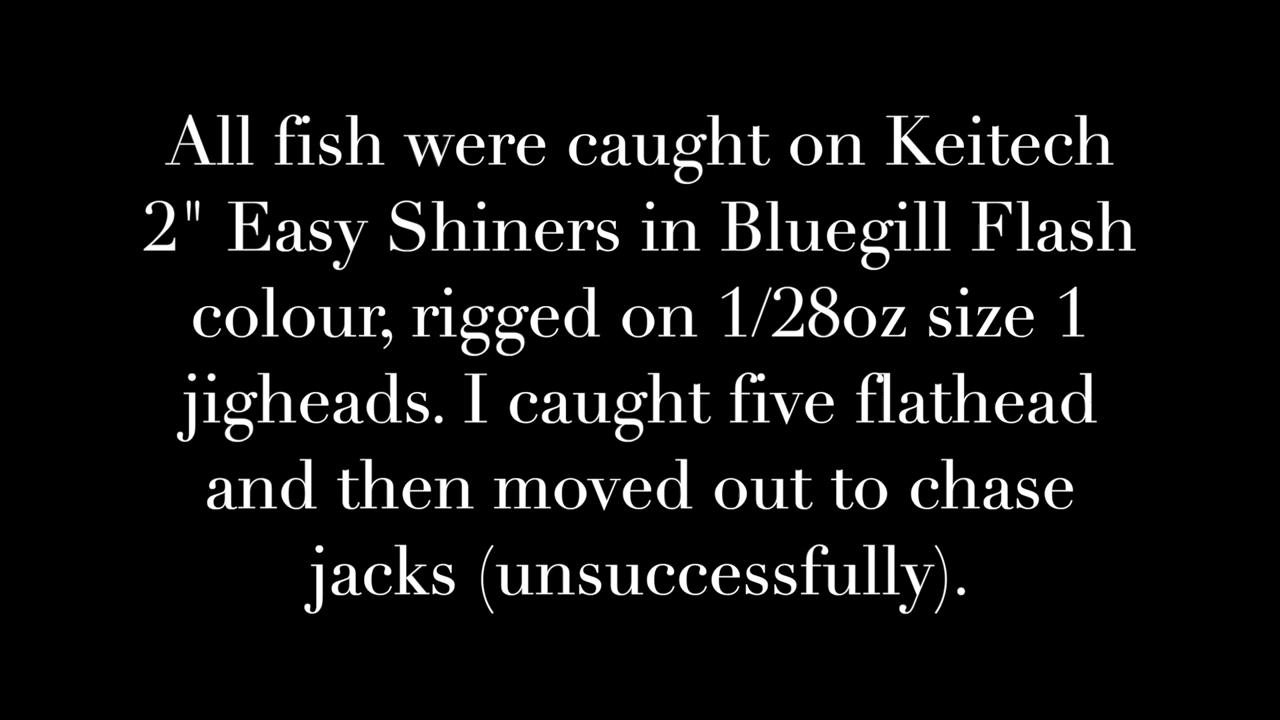 All fish were caught on Keitech
2" Easy Shiners in Bluegill Flash
colour, rigged on 1/28oz size 1
jigheads. I caught five flathead
and then moved out to chase
jacks (unsuccessfully).